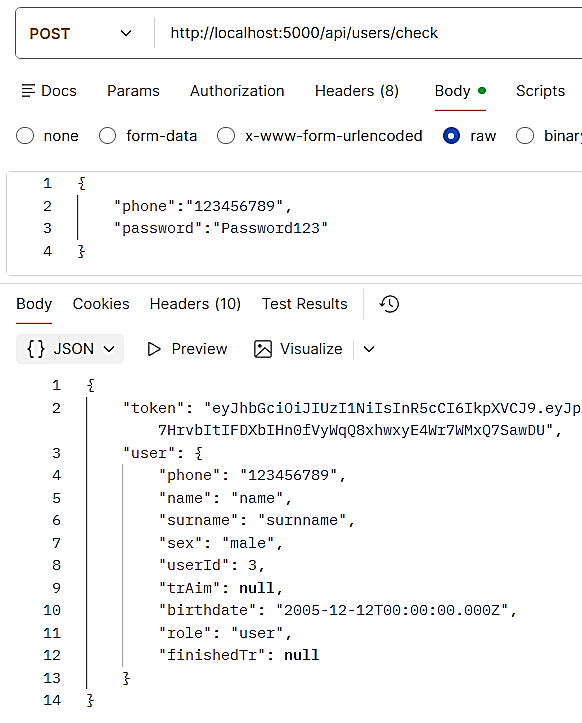 POST http://localhost:5000/api/users/check
Docs Params Authorization Headers (8) Body Scripts
none form-data x-www-form-urlencoded raw binary
1 {
2 "phone":"123456789",
3 "password":"Password123"
4 }
Body Cookies Headers (10) Test Results
{} JSON Preview Visualize
1 {
2 "token": "eyJhbGciOiJIUzI1NiIsInR5cCI6IkpXVCJ9.eyJp
7HrvbItIFDXbIHn0fVyWqQ8xhwxyE4Wr7WMxQ7SawDU",
3 "user": {
4 "phone": "123456789",
5 "name": "name",
6 "surname": "surnname",
7 "sex": "male",
8 "userId": 3,
9 "trAim": null,
10 "birthdate": "2005-12-12T00:00:00.000Z",
11 "role": "user",
12 "finishedTr": null
13 }
14 }